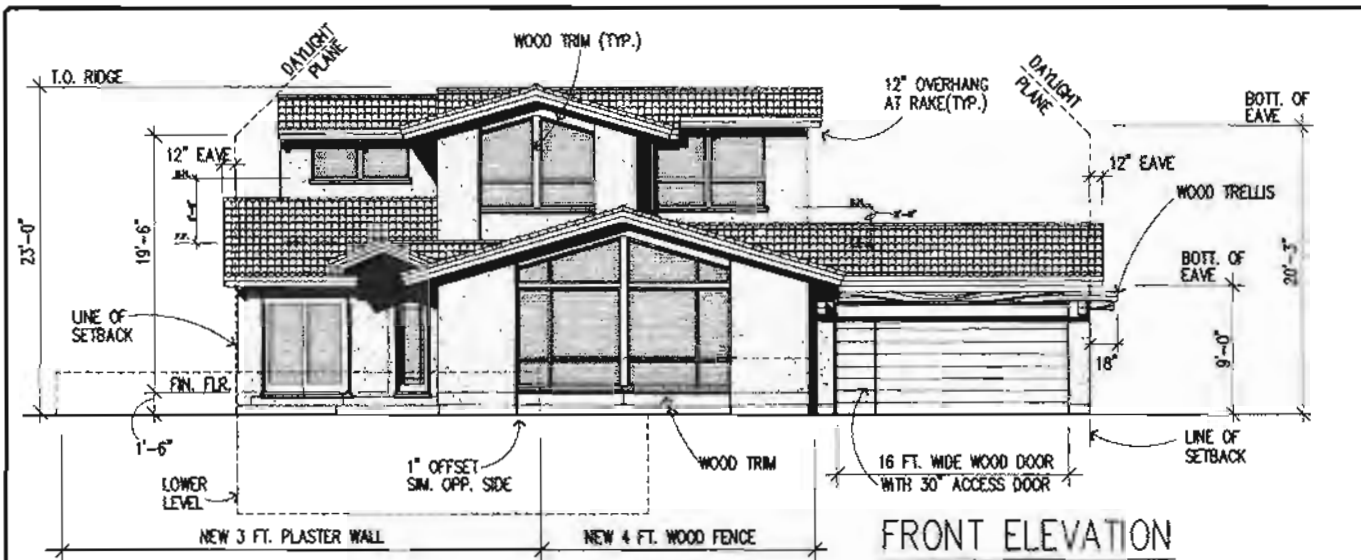 WOOD TRIM (TYP.)
DAYLIGHT
PLANE
T.O. RIDGE
12" OVERHANG
AT RAKE(TYP.)
DAYLIGHT
PLANE
BOTT. OF
EAVE
12" EAVE
12" EAVE
WOOD TRELLIS
23'-0"
19'-6"
20'-3"
BOTT. OF
EAVE
LINE OF
SETBACK
18"
9'-0"
FIN. FLR.
1'-6"
1" OFFSET
SIM. OPP. SIDE
WOOD TRIM
16 FT. WIDE WOOD DOOR
WITH 30" ACCESS DOOR
LINE OF
SETBACK
LOWER
LEVEL
NEW 3 FT. PLASTER WALL
NEW 4 FT. WOOD FENCE
FRONT ELEVATION